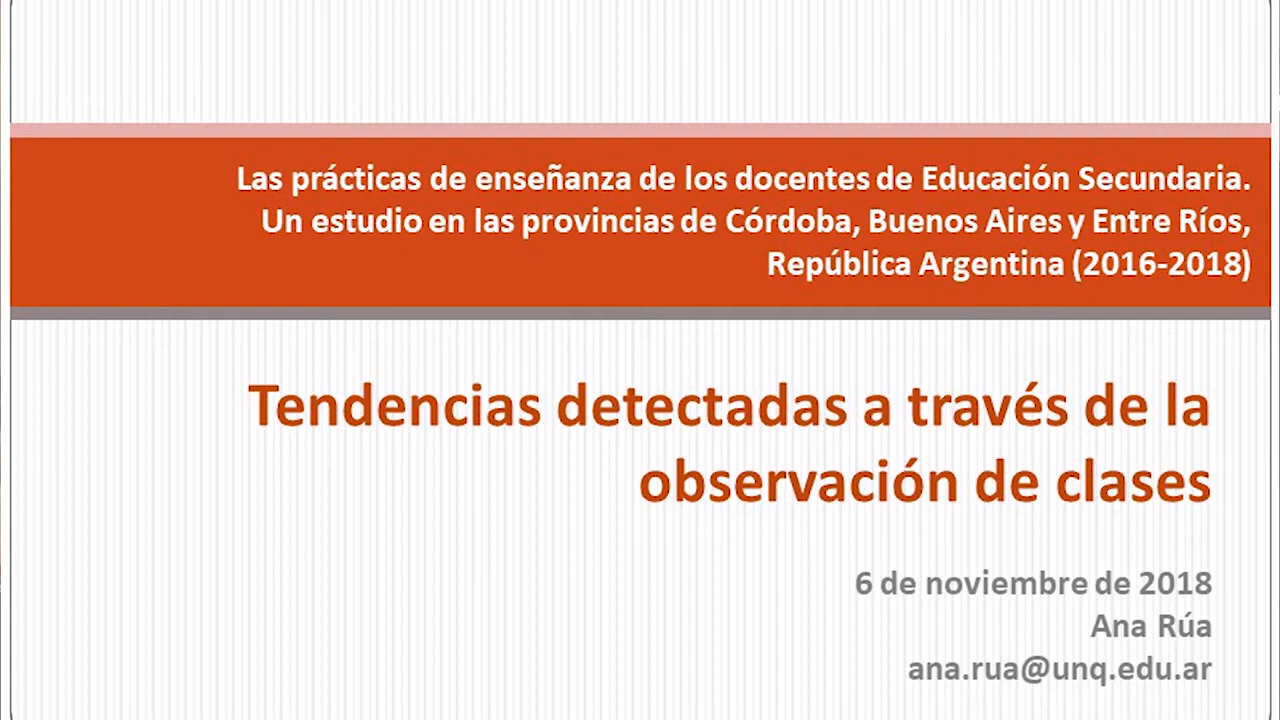 Las prácticas de enseñanza de los docentes de Educación Secundaria.
Un estudio en las provincias de Córdoba, Buenos Aires y Entre Ríos,
República Argentina (2016-2018)
Tendencias detectadas a través de la
observación de clases
6 de noviembre de 2018
Ana Rúa
ana.rua@unq.edu.ar